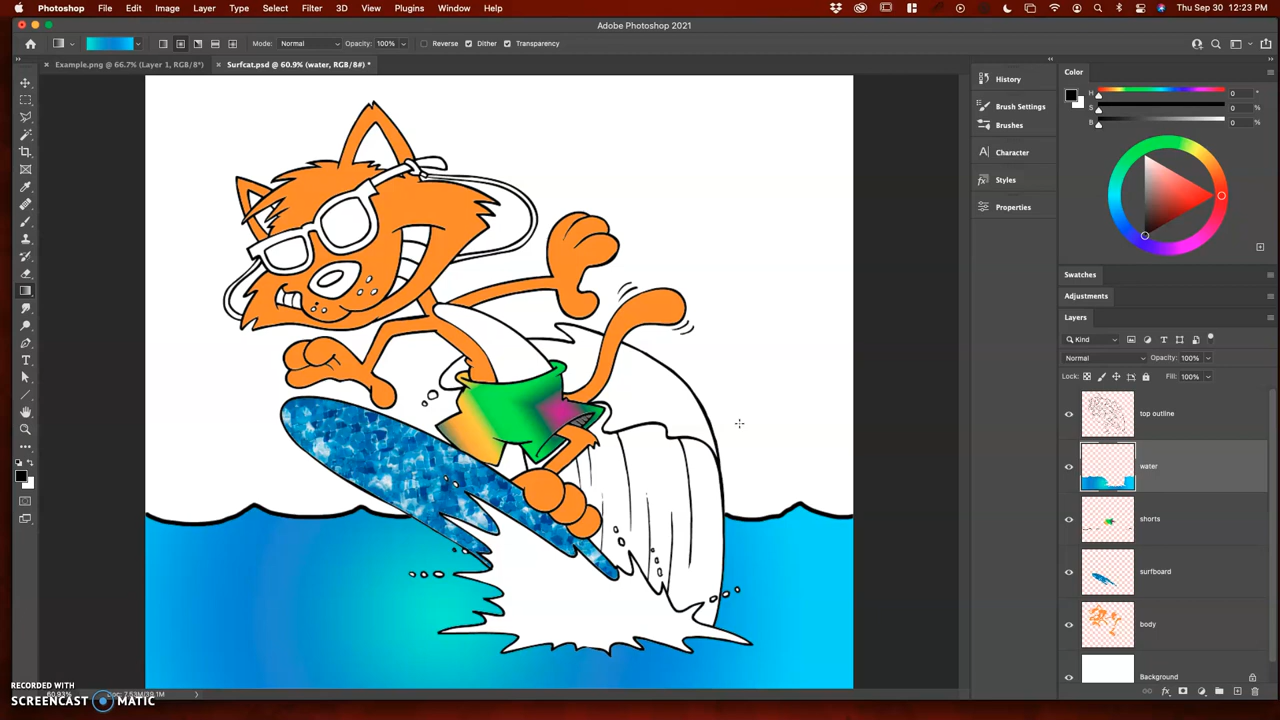 Photoshop File Edit Image Layer Type Select Filter 3D View Plugins Window Help Thu Sep 30 12:23 PM
Adobe Photoshop 2021
Mode: Normal Opacity: 100% Reverse Dither Transparency
Example.png @ 66.7% (Layer 1, RGB/8*) Surfcat.psd @ 60.9% (water, RGB/8#) *
History
Brush Settings
Brushes
Character
Styles
Properties
Color
H 0 °
S 0 %
B 0 %
Swatches
Adjustments
Layers
Kind
Normal Opacity: 100%
Lock: Fill: 100%
top outline
water
shorts
surfboard
body
Background
RECORDED WITH
SCREENCAST MATIC